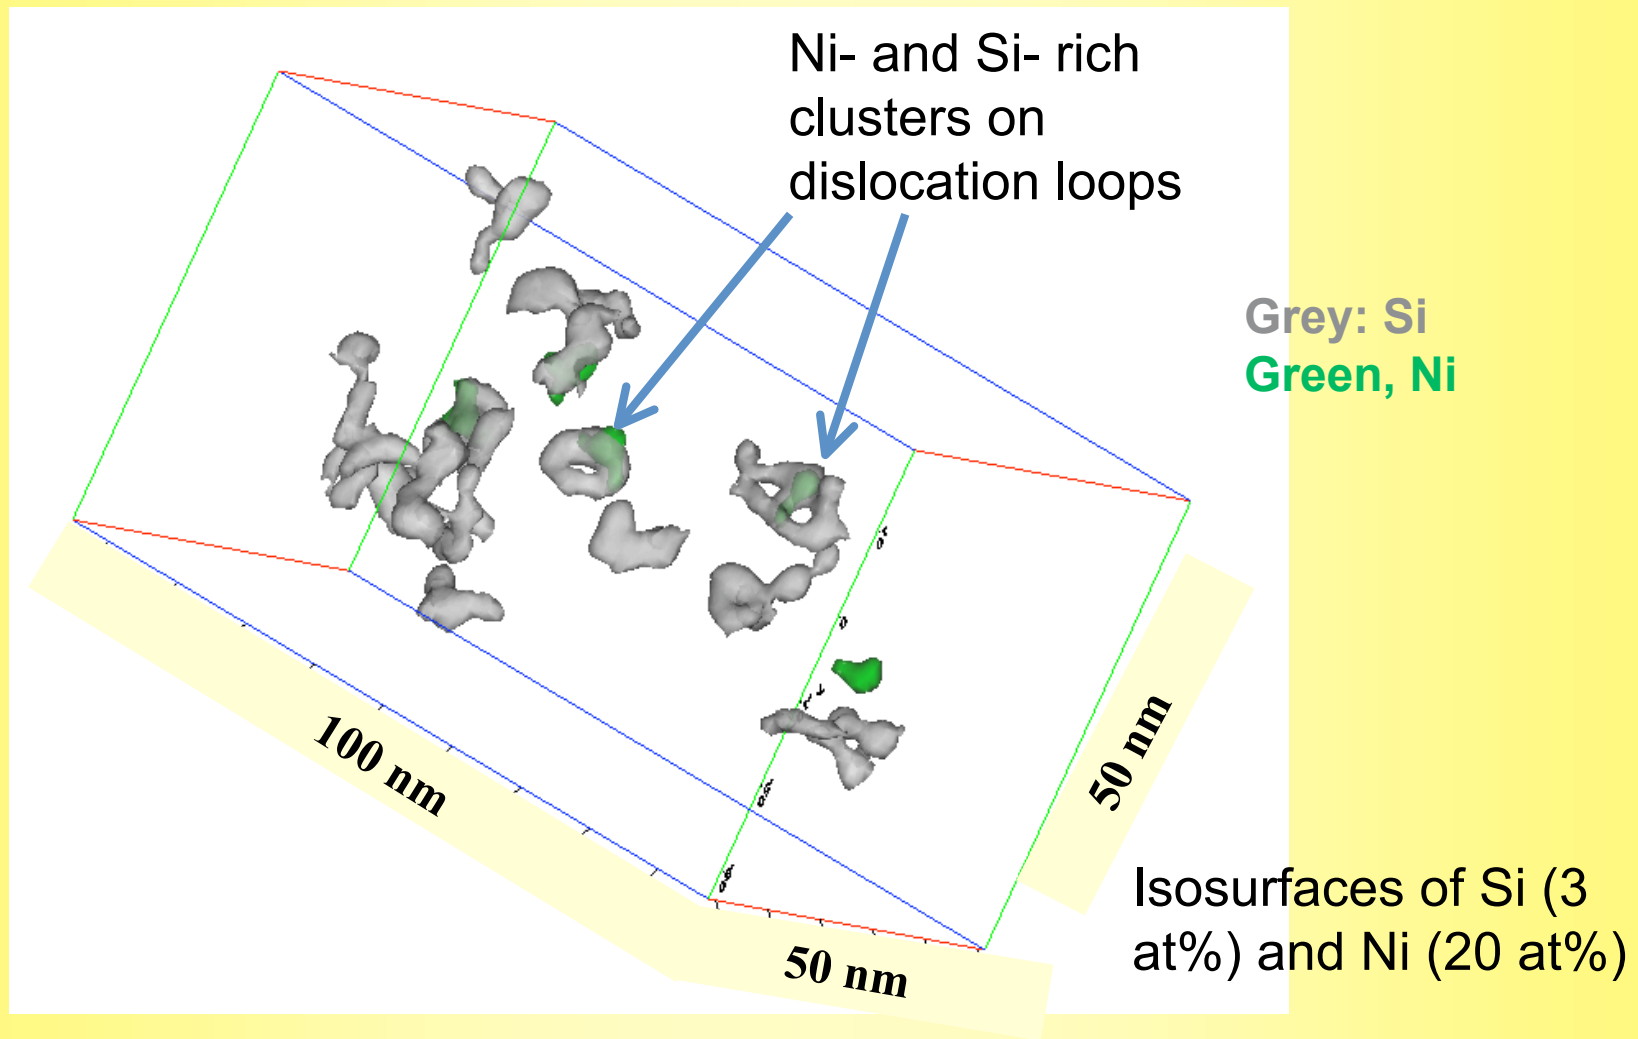 Ni- and Si- rich
clusters on
dislocation loops
Grey: Si
Green, Ni
100 nm
50 nm
50 nm
Isosurfaces of Si (3
at%) and Ni (20 at%)